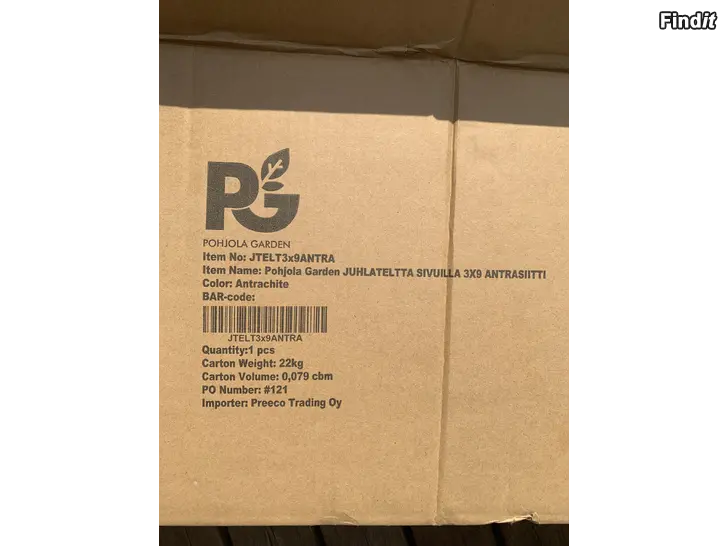 Findit
PG
POHJOLA GARDEN
Item No: JTELT3x9ANTRA
Item Name: Pohjola Garden JUHLATELTTA SIVUILLA 3X9 ANTRASIITTI
Color: Antrachite
BAR-code:
JTELT3x9ANTRA
Quantity:1 pcs
Carton Weight: 22kg
Carton Volume: 0,079 cbm
PO Number: #121
Importer: Preeco Trading Oy